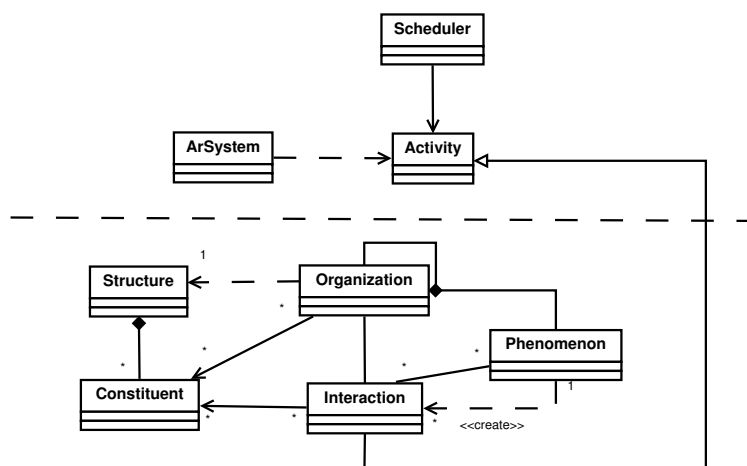 Scheduler
ArSystem
Activity
1
Structure
Organization
*
*
Phenomenon
*
*
*
Constituent
Interaction
1
*
*
*
<<create>>